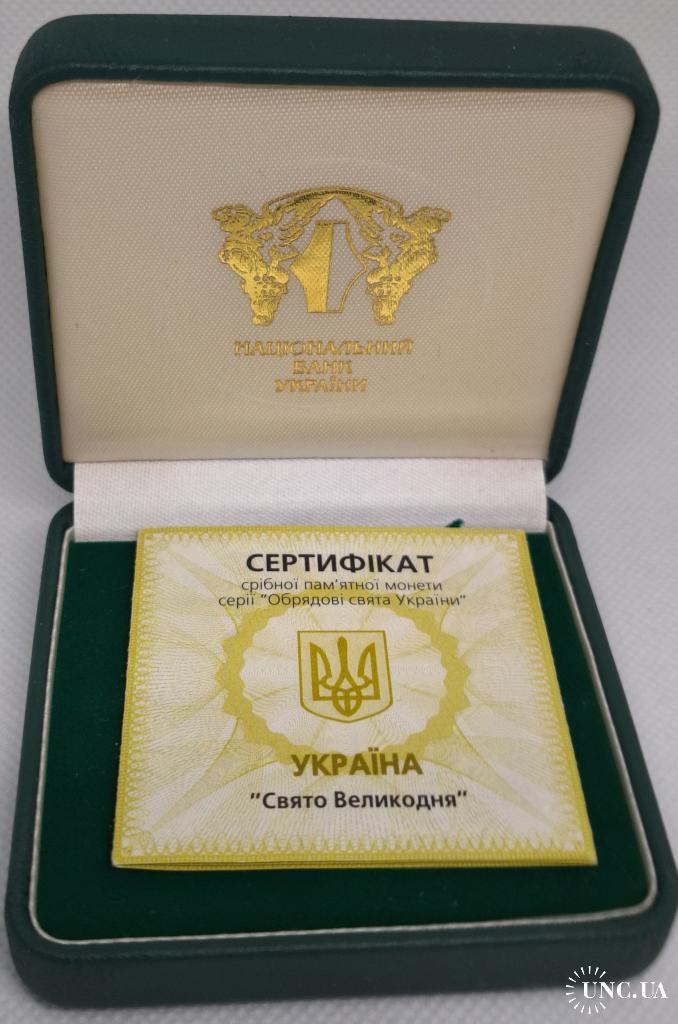 НАЦІОНАЛЬНИЙ
БАНК
УКРАЇНИ
СЕРТИФІКАТ
срібної пам'ятної монети
серії "Обрядові свята України"
УКРАЇНА
"Свято Великодня"
UNC.UA